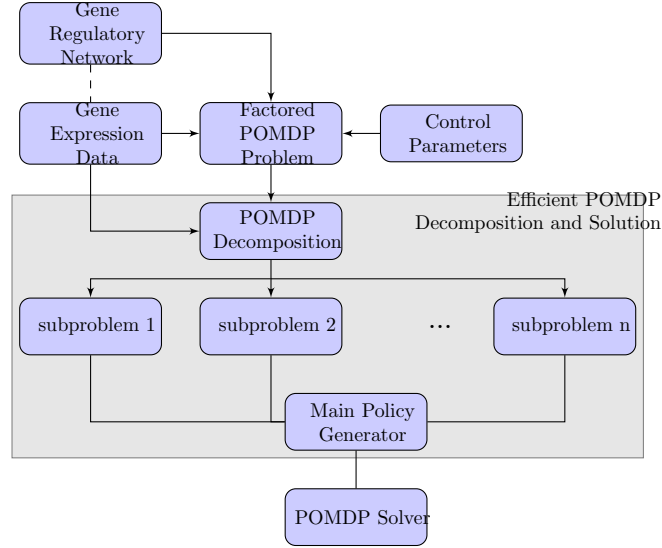 Gene
Regulatory
Network
Gene
Expression
Data
Factored
POMDP
Problem
Control
Parameters
Efficient POMDP
Decomposition and Solution
POMDP
Decomposition
subproblem 1
subproblem 2
...
subproblem n
Main Policy
Generator
POMDP Solver